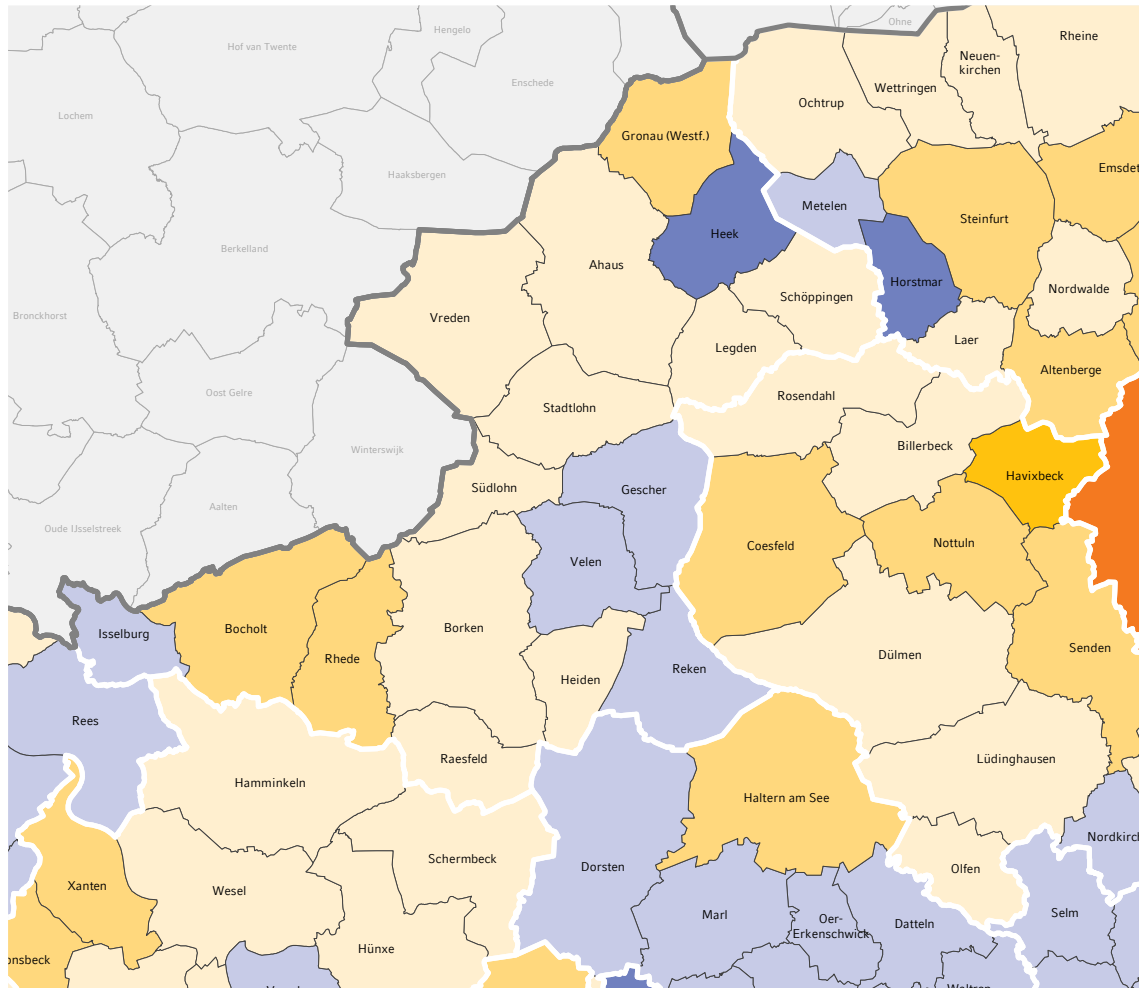 Ohne
Hengelo
Rheine
Hof van Twente
Neuen-
kirchen
Enschede
Wettringen
Ochtrup
Lochem
Gronau (Westf.)
Emsdet
Haaksbergen
Metelen
Steinfurt
Heek
Berkelland
Ahaus
Horstmar
Nordwalde
Schöppingen
Bronckhorst
Vreden
Laer
Legden
Altenberge
Oost Gelre
Rosendahl
Stadtlohn
Billerbeck
Winterswijk
Havixbeck
Südlohn
Gescher
Aalten
Oude IJsselstreek
Coesfeld
Nottuln
Velen
Isselburg
Bocholt
Borken
Rhede
Senden
Dülmen
Reken
Heiden
Rees
Raesfeld
Lüdinghausen
Hamminkeln
Haltern am See
Nordkirch
Schermbeck
Dorsten
Olfen
Xanten
Wesel
Marl
Oer-
Erkenschwick
Selm
Datteln
Hünxe
onsbeck